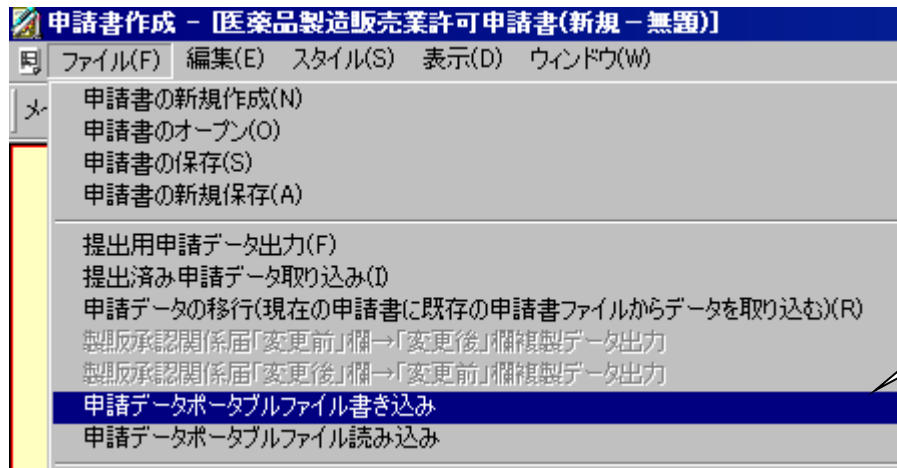 申請書作成 - [医薬品製造販売業許可申請書(新規－無題)]
ファイル(F) 編集(E) スタイル(S) 表示(D) ウィンドウ(W)
申請書の新規作成(N)
申請書のオープン(O)
申請書の保存(S)
申請書の新規保存(A)
提出用申請データ出力(F)
提出済み申請データ取り込み(I)
申請データの移行(現在の申請書に既存の申請書ファイルからデータを取り込む)(R)
製販承認関係届「変更前」欄→「変更後」欄複製データ出力
製販承認関係届「変更後」欄→「変更前」欄複製データ出力
申請データポータブルファイル書き込み
申請データポータブルファイル読み込み